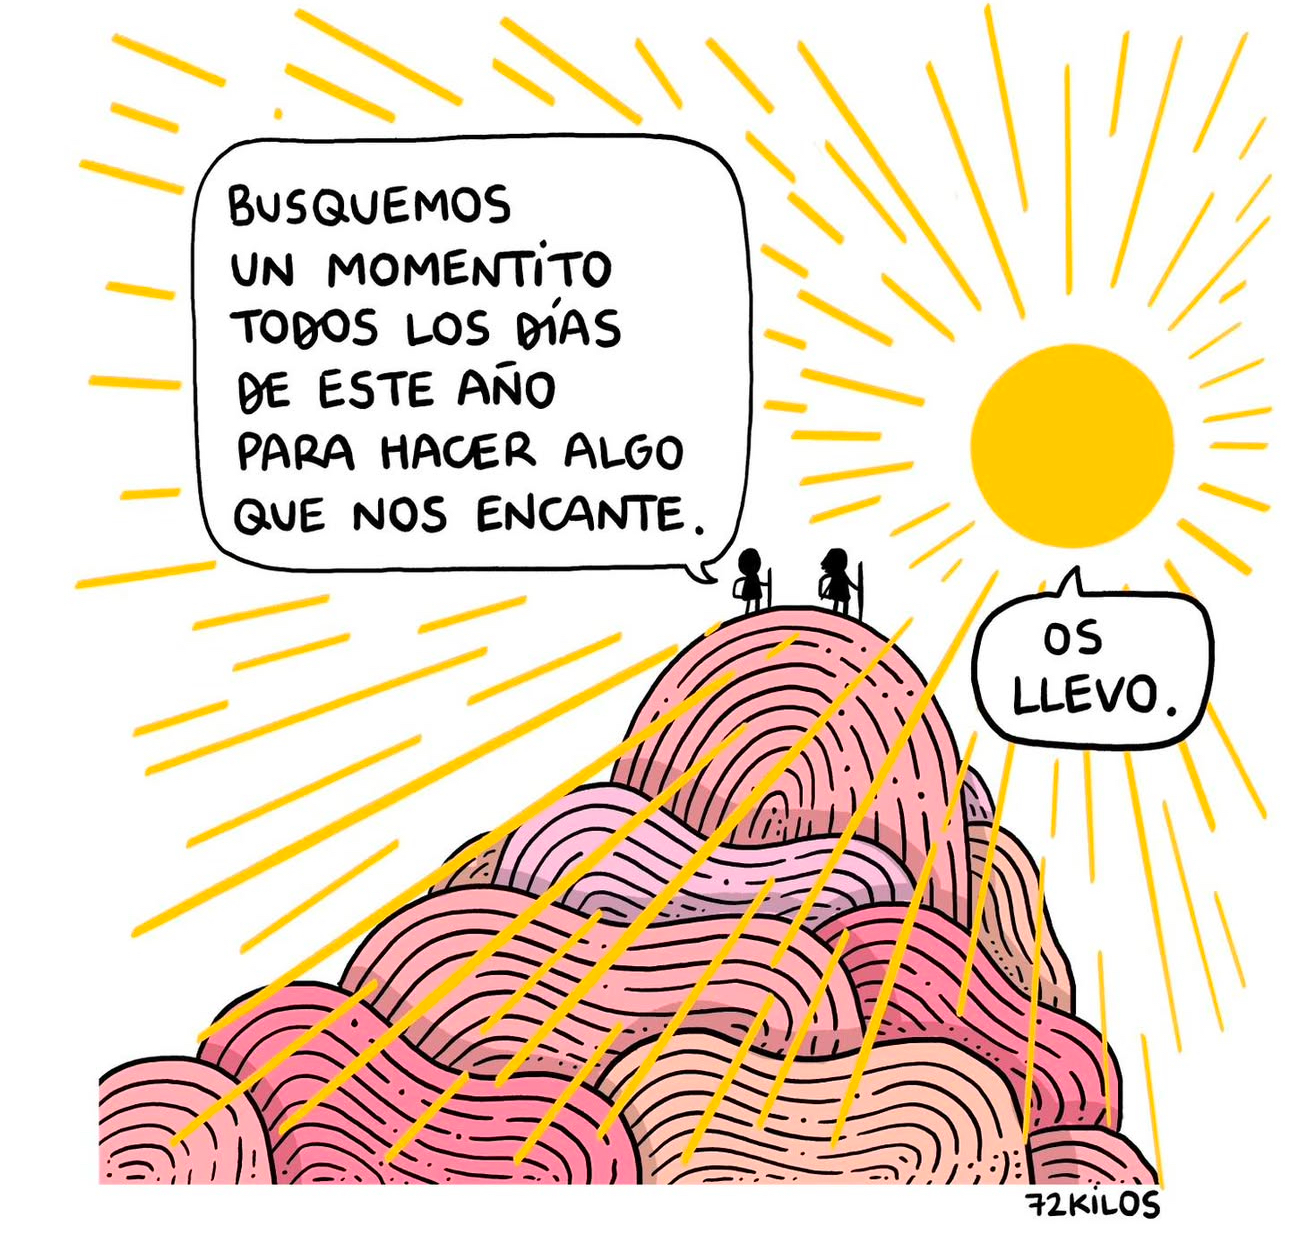 BUSQUEMOS
UN MOMENTITO
TODOS LOS DÍAS
DE ESTE AÑO
PARA HACER ALGO
QUE NOS ENCANTE.
OS
LLEVO.
72KILOS